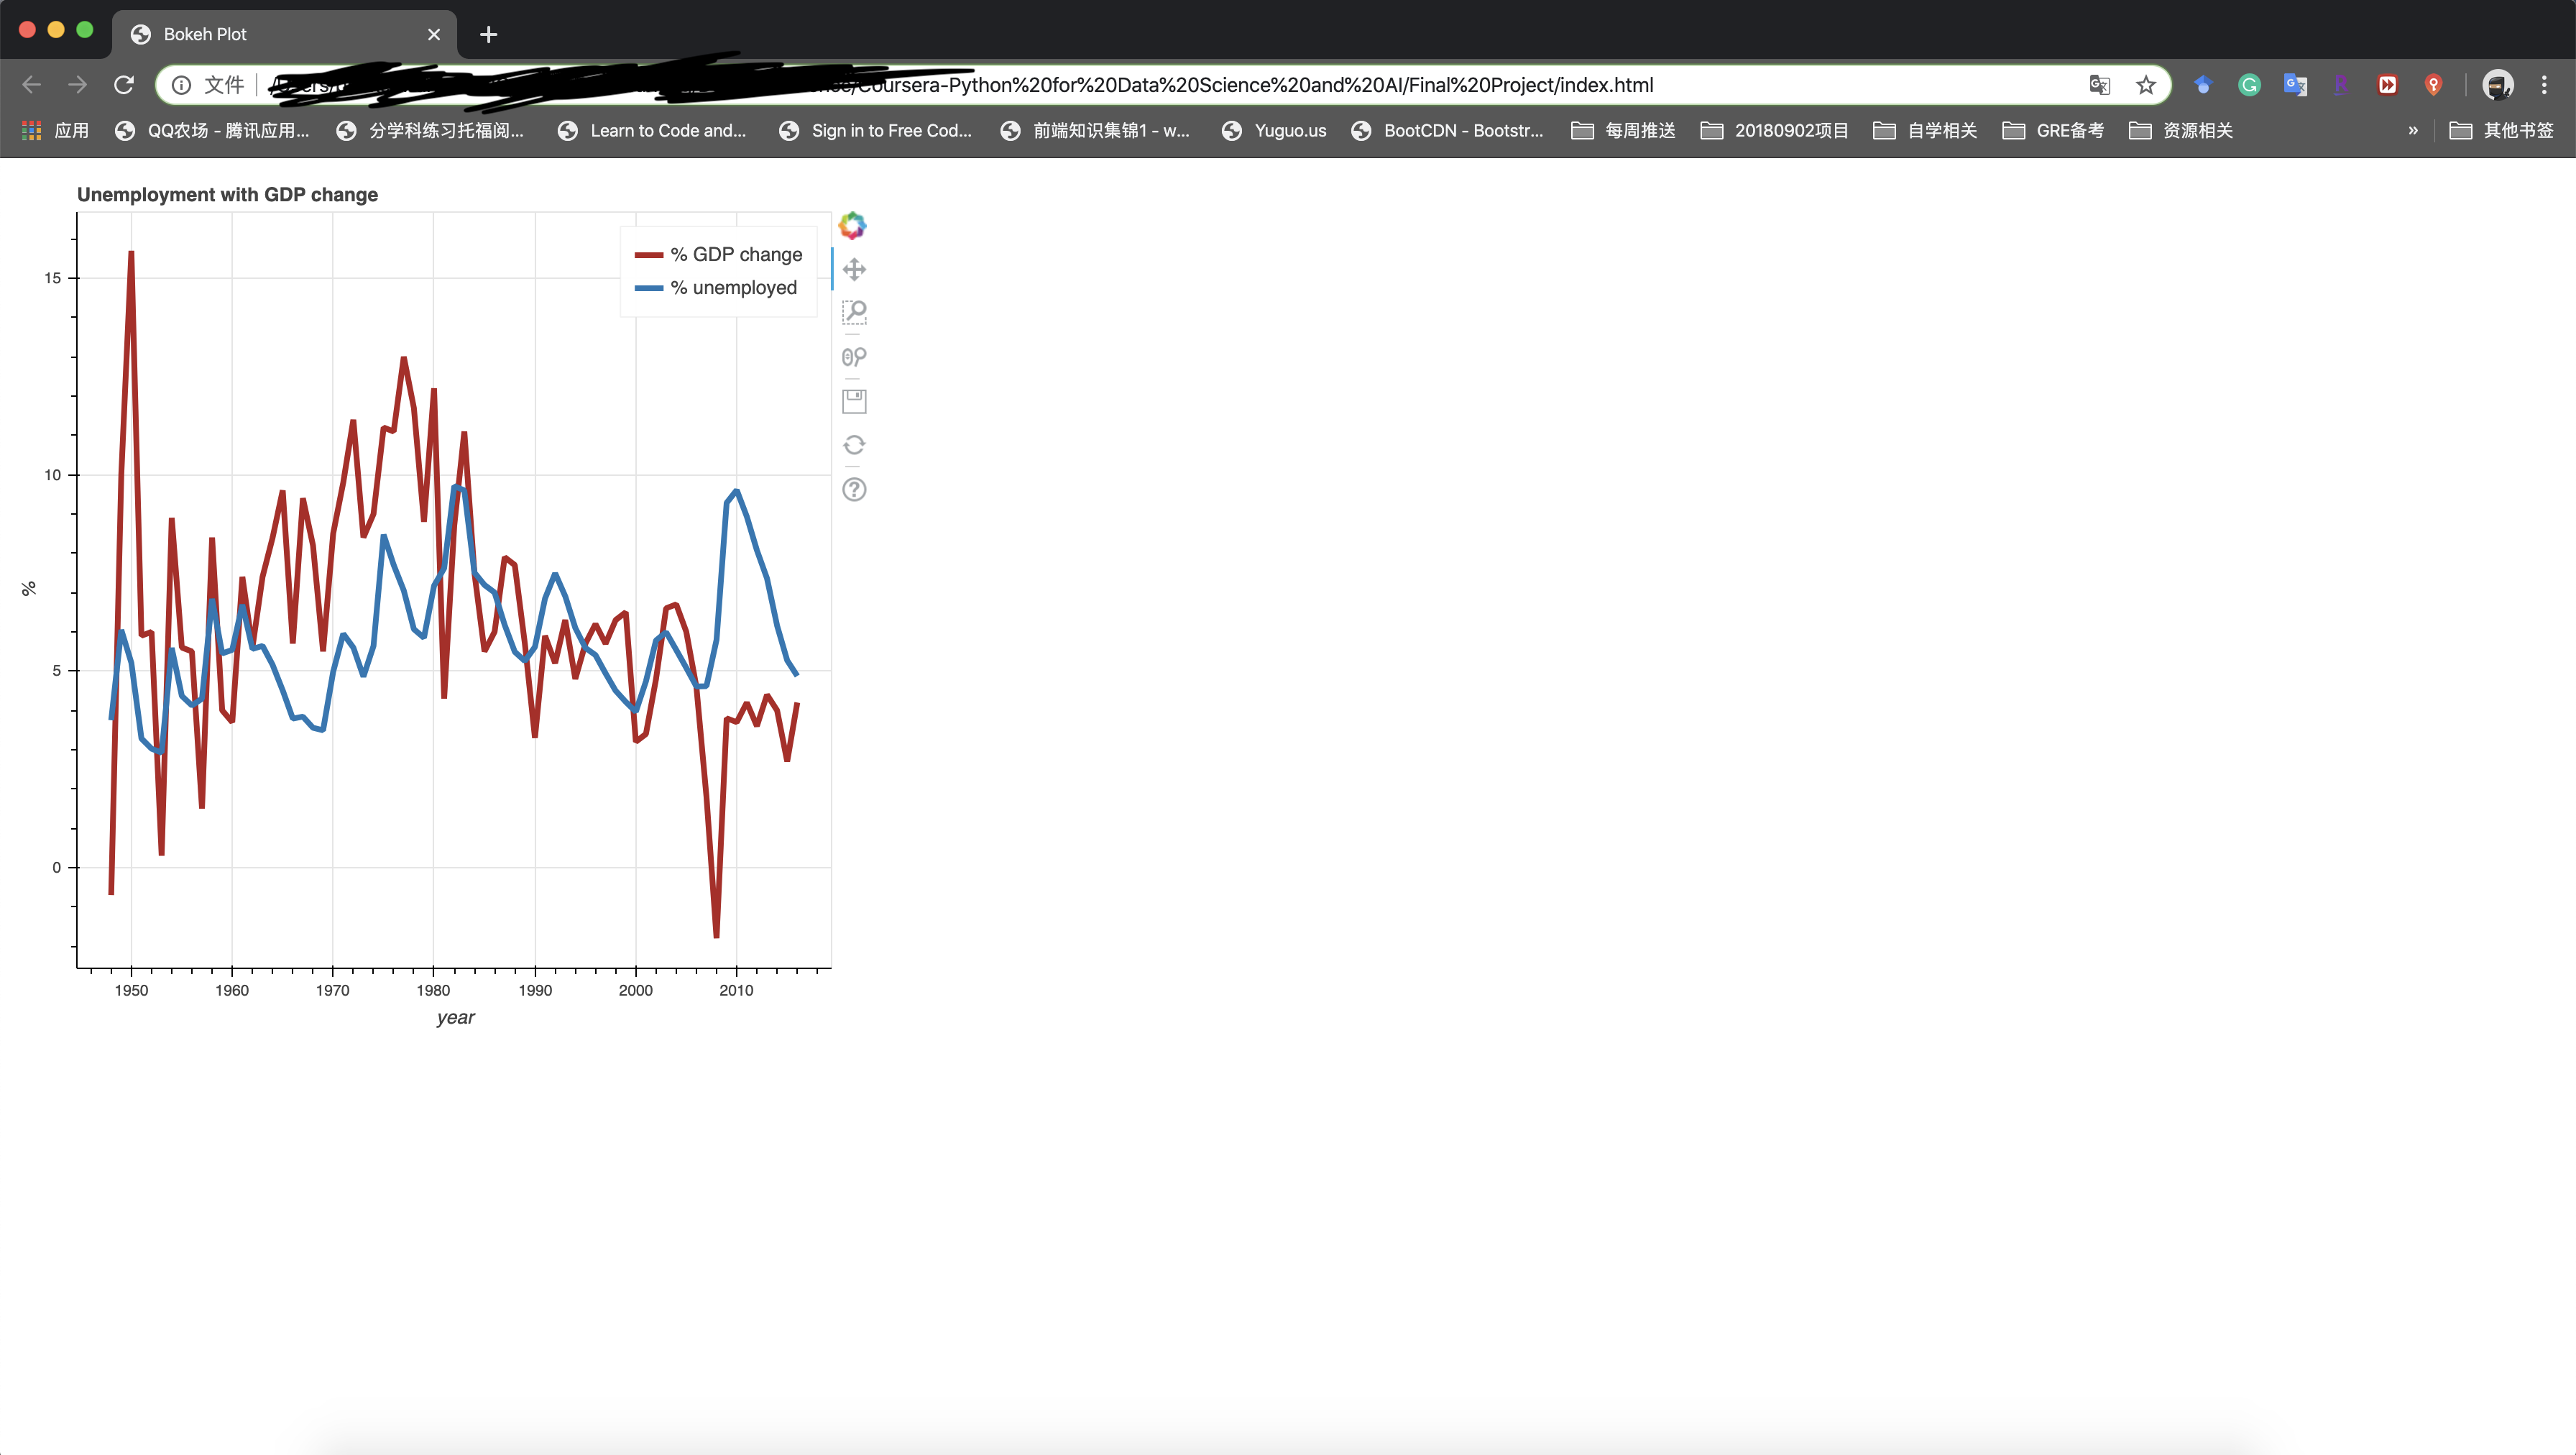 Bokeh Plot
文件 Coursera-Python%20for%20Data%20Science%20and%20AI/Final%20Project/index.html
应用 QQ农场 - 腾讯应用... 分学科练习托福阅... Learn to Code and... Sign in to Free Cod... 前端知识集锦1 - w... Yuguo.us BootCDN - Bootstr... 每周推送 20180902项目 自学相关 GRE备考 资源相关 » 其他书签
Unemployment with GDP change
% GDP change
% unemployed
15
10
5
0
%
1950 1960 1970 1980 1990 2000 2010
year